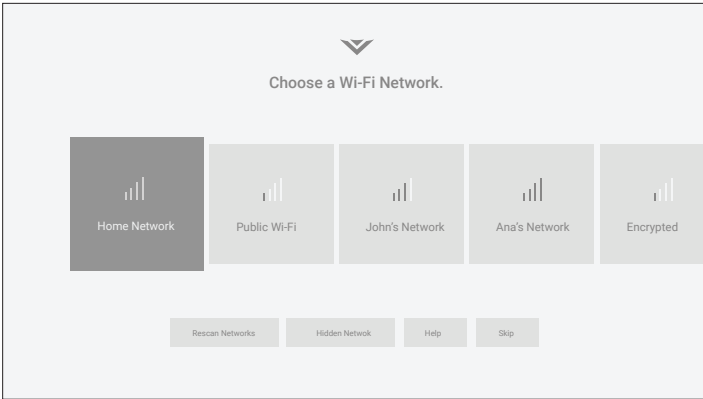 Choose a Wi-Fi Network.
Home Network
Public Wi-Fi
John's Network
Ana's Network
Encrypted
Rescan Networks
Hidden Netwok
Help
Skip